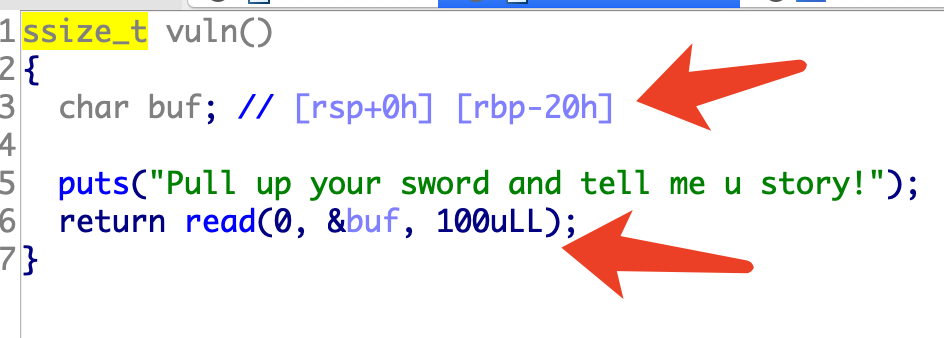 1 ssize_t vuln()
2 {
3   char buf; // [rsp+0h] [rbp-20h]
4
5   puts("Pull up your sword and tell me u story!");
6   return read(0, &buf, 100uLL);
7 }